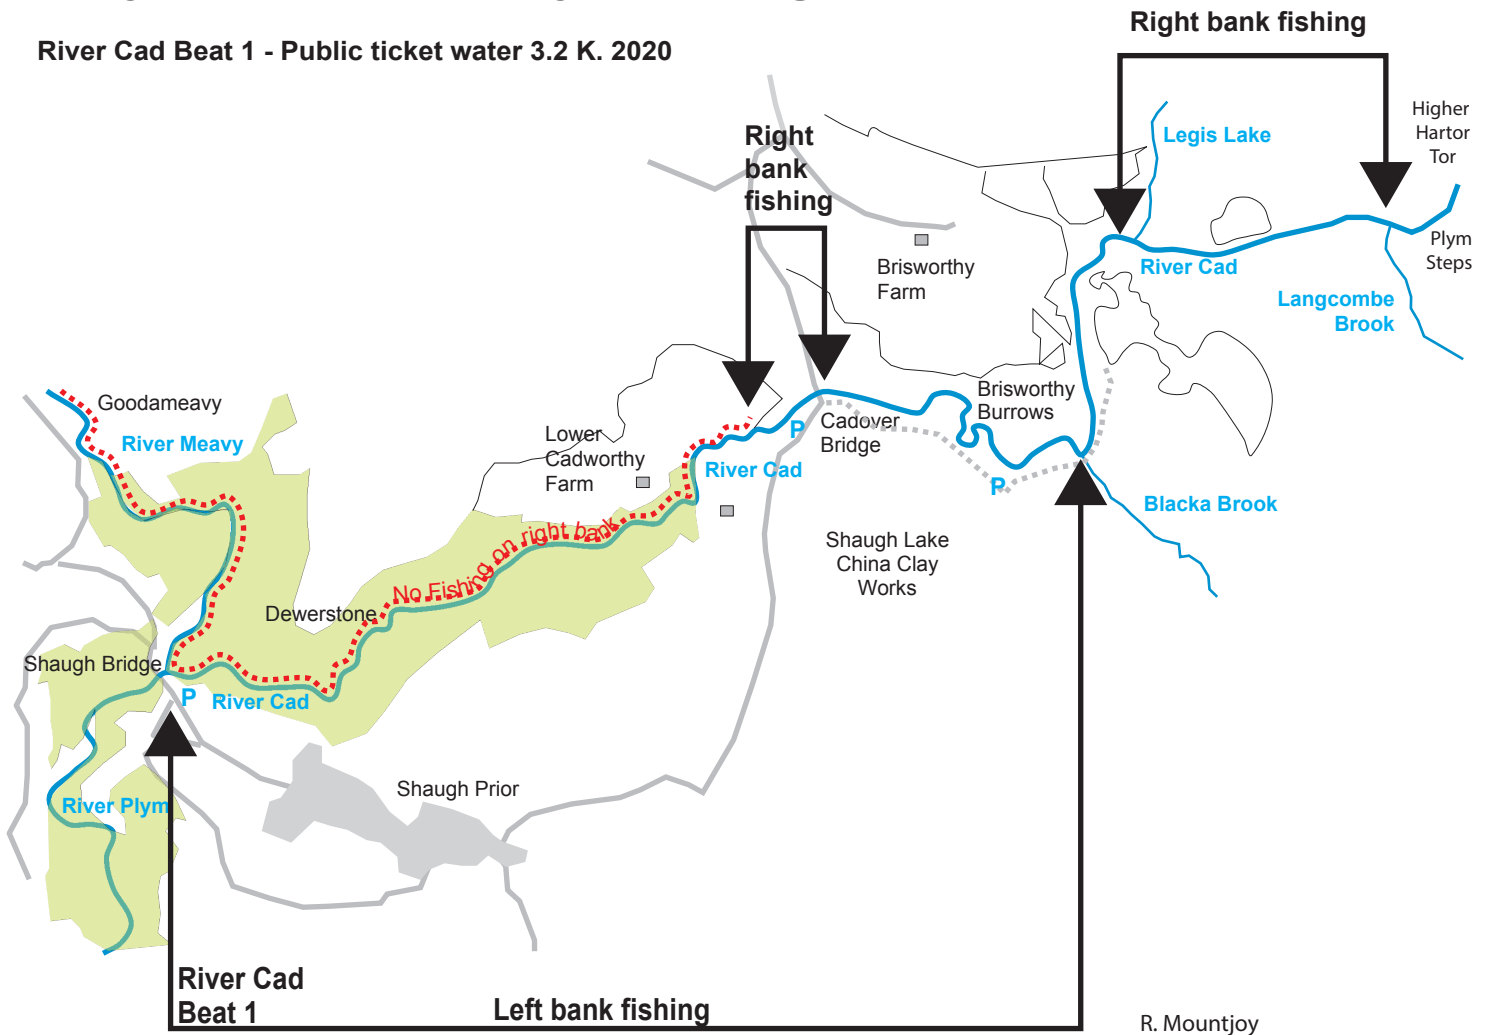 River Cad Beat 1 - Public ticket water 3.2 K. 2020
Right bank fishing
Right
bank
fishing
Legis Lake
Higher
Hartor
Tor
Plym
Steps
River Cad
Langcombe
Brook
Brisworthy
Farm
Brisworthy
Burrows
Cadover
Bridge
P
P
Blacka Brook
Shaugh Lake
China Clay
Works
Goodameavy
River Meavy
Lower
Cadworthy
Farm
River Cad
No Fishing on right bank
Dewerstone
Shaugh Bridge
P
River Cad
River Plym
Shaugh Prior
River Cad
Beat 1
Left bank fishing
R. Mountjoy